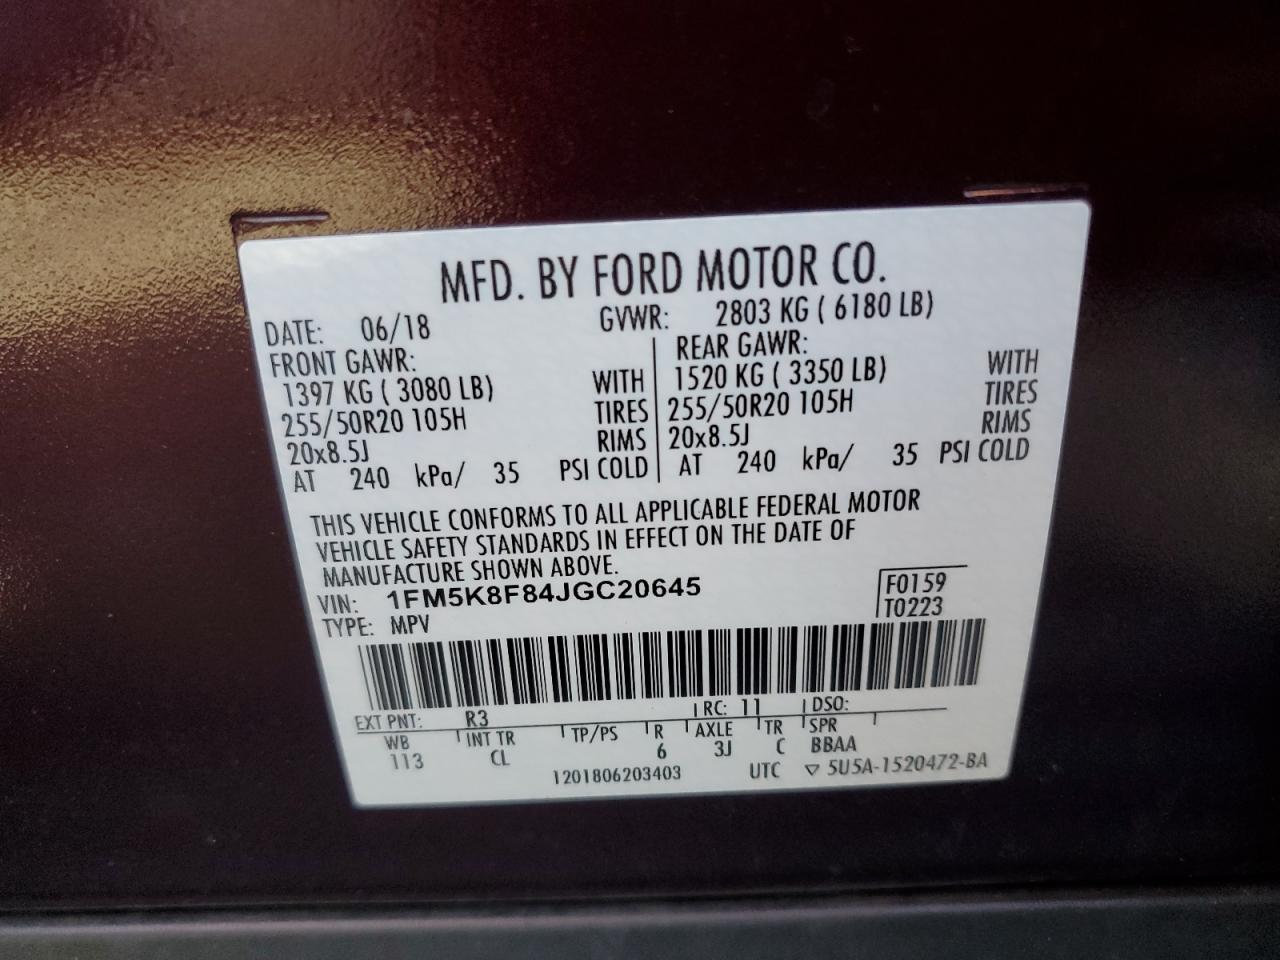 MFD. BY FORD MOTOR CO.
DATE: 06/18 GVWR: 2803 KG ( 6180 LB)
FRONT GAWR: REAR GAWR:
1397 KG ( 3080 LB) WITH 1520 KG ( 3350 LB) WITH
255/50R20 105H TIRES 255/50R20 105H TIRES
20x8.5J RIMS 20x8.5J RIMS
AT 240 kPa/ 35 PSI COLD AT 240 kPa/ 35 PSI COLD
THIS VEHICLE CONFORMS TO ALL APPLICABLE FEDERAL MOTOR
VEHICLE SAFETY STANDARDS IN EFFECT ON THE DATE OF
MANUFACTURE SHOWN ABOVE.
VIN: 1FM5K8F84JGC20645 F0159
TYPE: MPV T0223
EXT PNT: R3 RC: 11 DSO:
WB INT TR TP/PS R AXLE TR SPR
113 CL 6 3J C BBAA
1201806203403 UTC ▽ 5U5A-1520472-BA